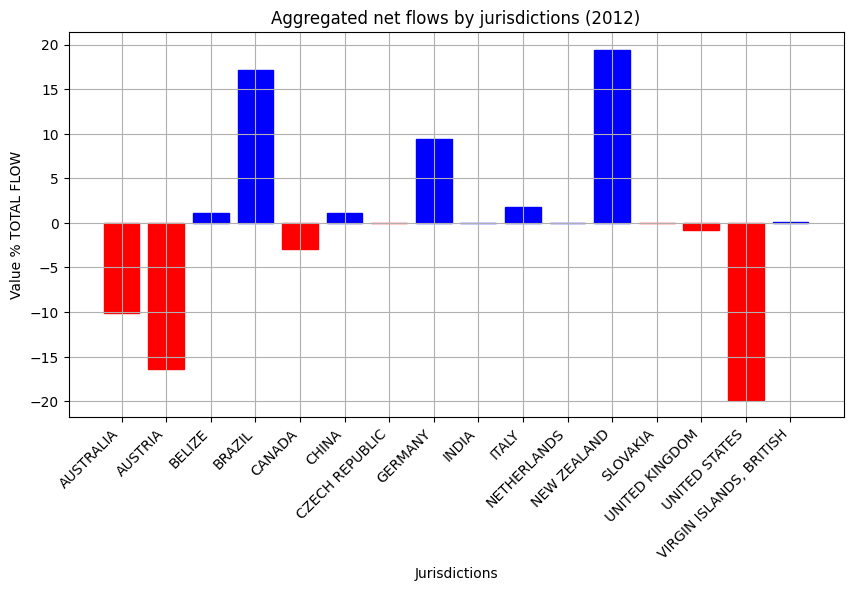 Aggregated net flows by jurisdictions (2012)
Value % TOTAL FLOW
20
15
10
5
0
−5
−10
−15
−20
AUSTRALIA
AUSTRIA
BELIZE
BRAZIL
CANADA
CHINA
CZECH REPUBLIC
GERMANY
INDIA
ITALY
NETHERLANDS
NEW ZEALAND
SLOVAKIA
UNITED KINGDOM
UNITED STATES
VIRGIN ISLANDS, BRITISH
Jurisdictions